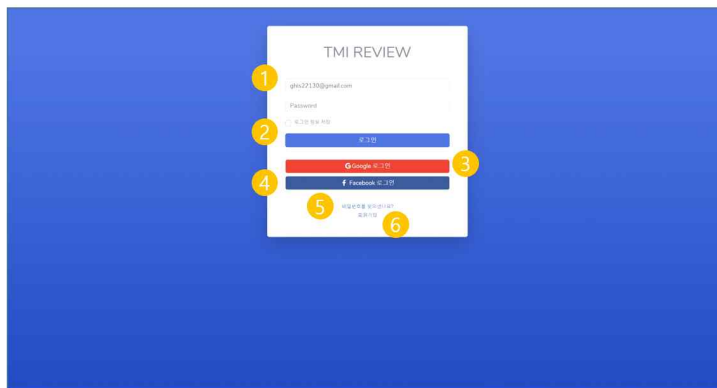 TMI REVIEW
1
ghis27130@gmail.com
Password
2
로그인 정보 저장
로그인
3
G Google 로그인
4
f Facebook 로그인
5
비밀번호를 잊으셨나요?
6
회원가입